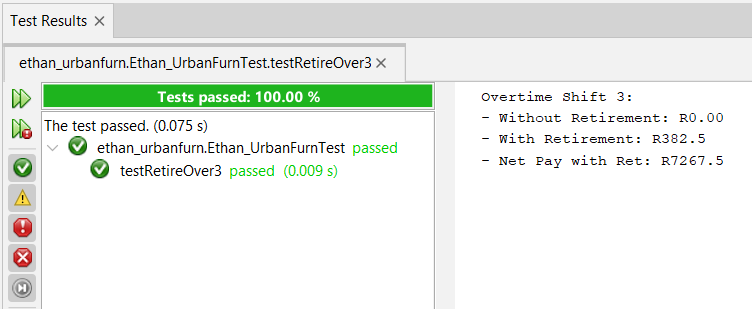 Test Results
ethan_urbanfurn.Ethan_UrbanFurnTest.testRetireOver3
Tests passed: 100.00 %
The test passed. (0.075 s)
ethan_urbanfurn.Ethan_UrbanFurnTest passed
testRetireOver3 passed (0.009 s)
Overtime Shift 3:
- Without Retirement: R0.00
- With Retirement: R382.5
- Net Pay with Ret: R7267.5